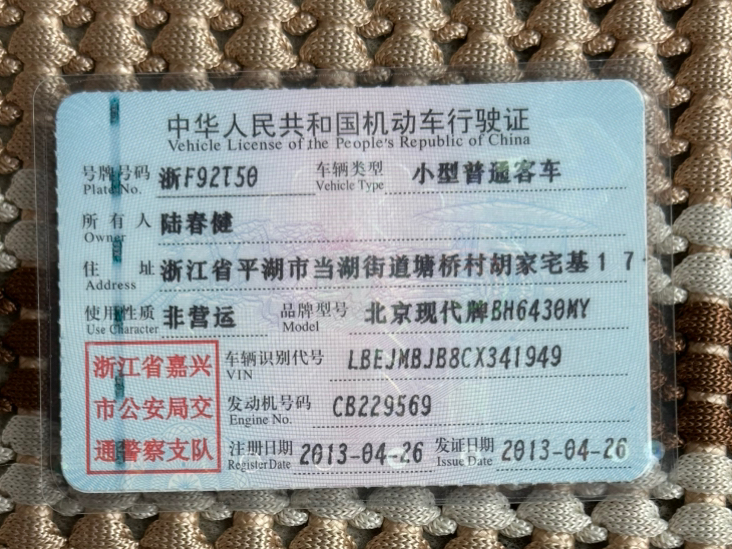 中华人民共和国机动车行驶证
Vehicle License of the People's Republic of China
号牌号码 浙F92T50 车辆类型 小型普通客车
Plate No. Vehicle Type
所有人 陆春健
Owner
住址 浙江省平湖市当湖街道塘桥村胡家宅基17
Address
使用性质 非营运 品牌型号 北京现代牌BH6430MY
Use Character Model
浙江省嘉兴
市公安局交
通警察支队
车辆识别代号 LBEJMBJB8CX341949
VIN
发动机号码 CB229569
Engine No.
注册日期 2013-04-26 发证日期 2013-04-26
Register Date Issue Date